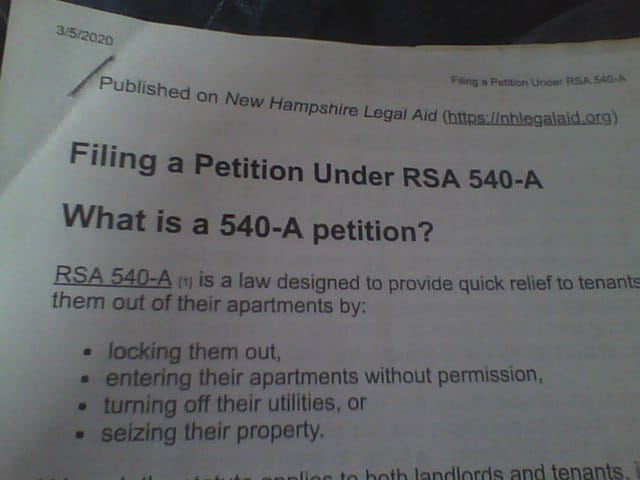 3/5/2020
Filing a Petition Under RSA 540-A
Published on New Hampshire Legal Aid (https://nhlegalaid.org)
Filing a Petition Under RSA 540-A
What is a 540-A petition?
RSA 540-A [1] is a law designed to provide quick relief to tenants
them out of their apartments by:
• locking them out,
• entering their apartments without permission,
• turning off their utilities, or
• seizing their property.
the statute applies to both landlords and tenants.